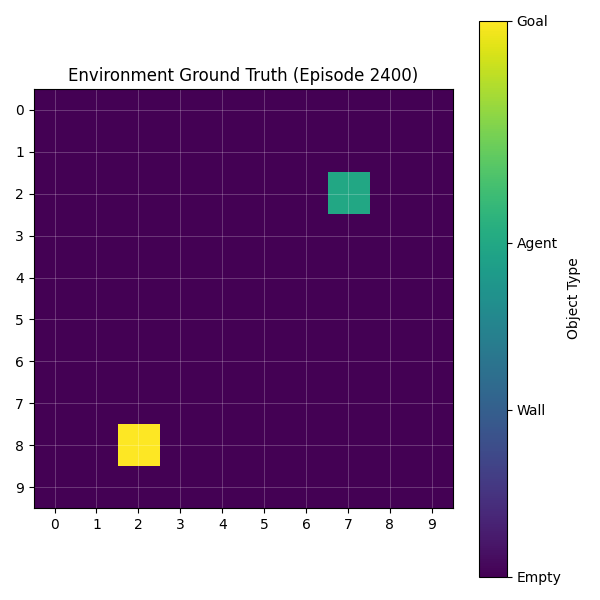 Environment Ground Truth (Episode 2400)
0
1
2
3
4
5
6
7
8
9
0 1 2 3 4 5 6 7 8 9
Goal
Agent
Wall
Empty
Object Type